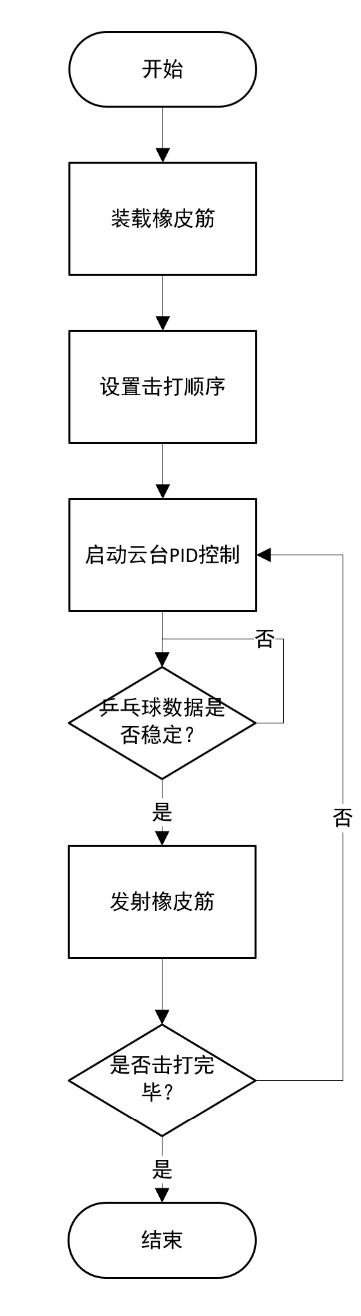 开始
装载橡皮筋
设置击打顺序
启动云台PID控制
否
乒乓球数据是
否稳定？
是
否
发射橡皮筋
是否击打完
毕？
是
结束